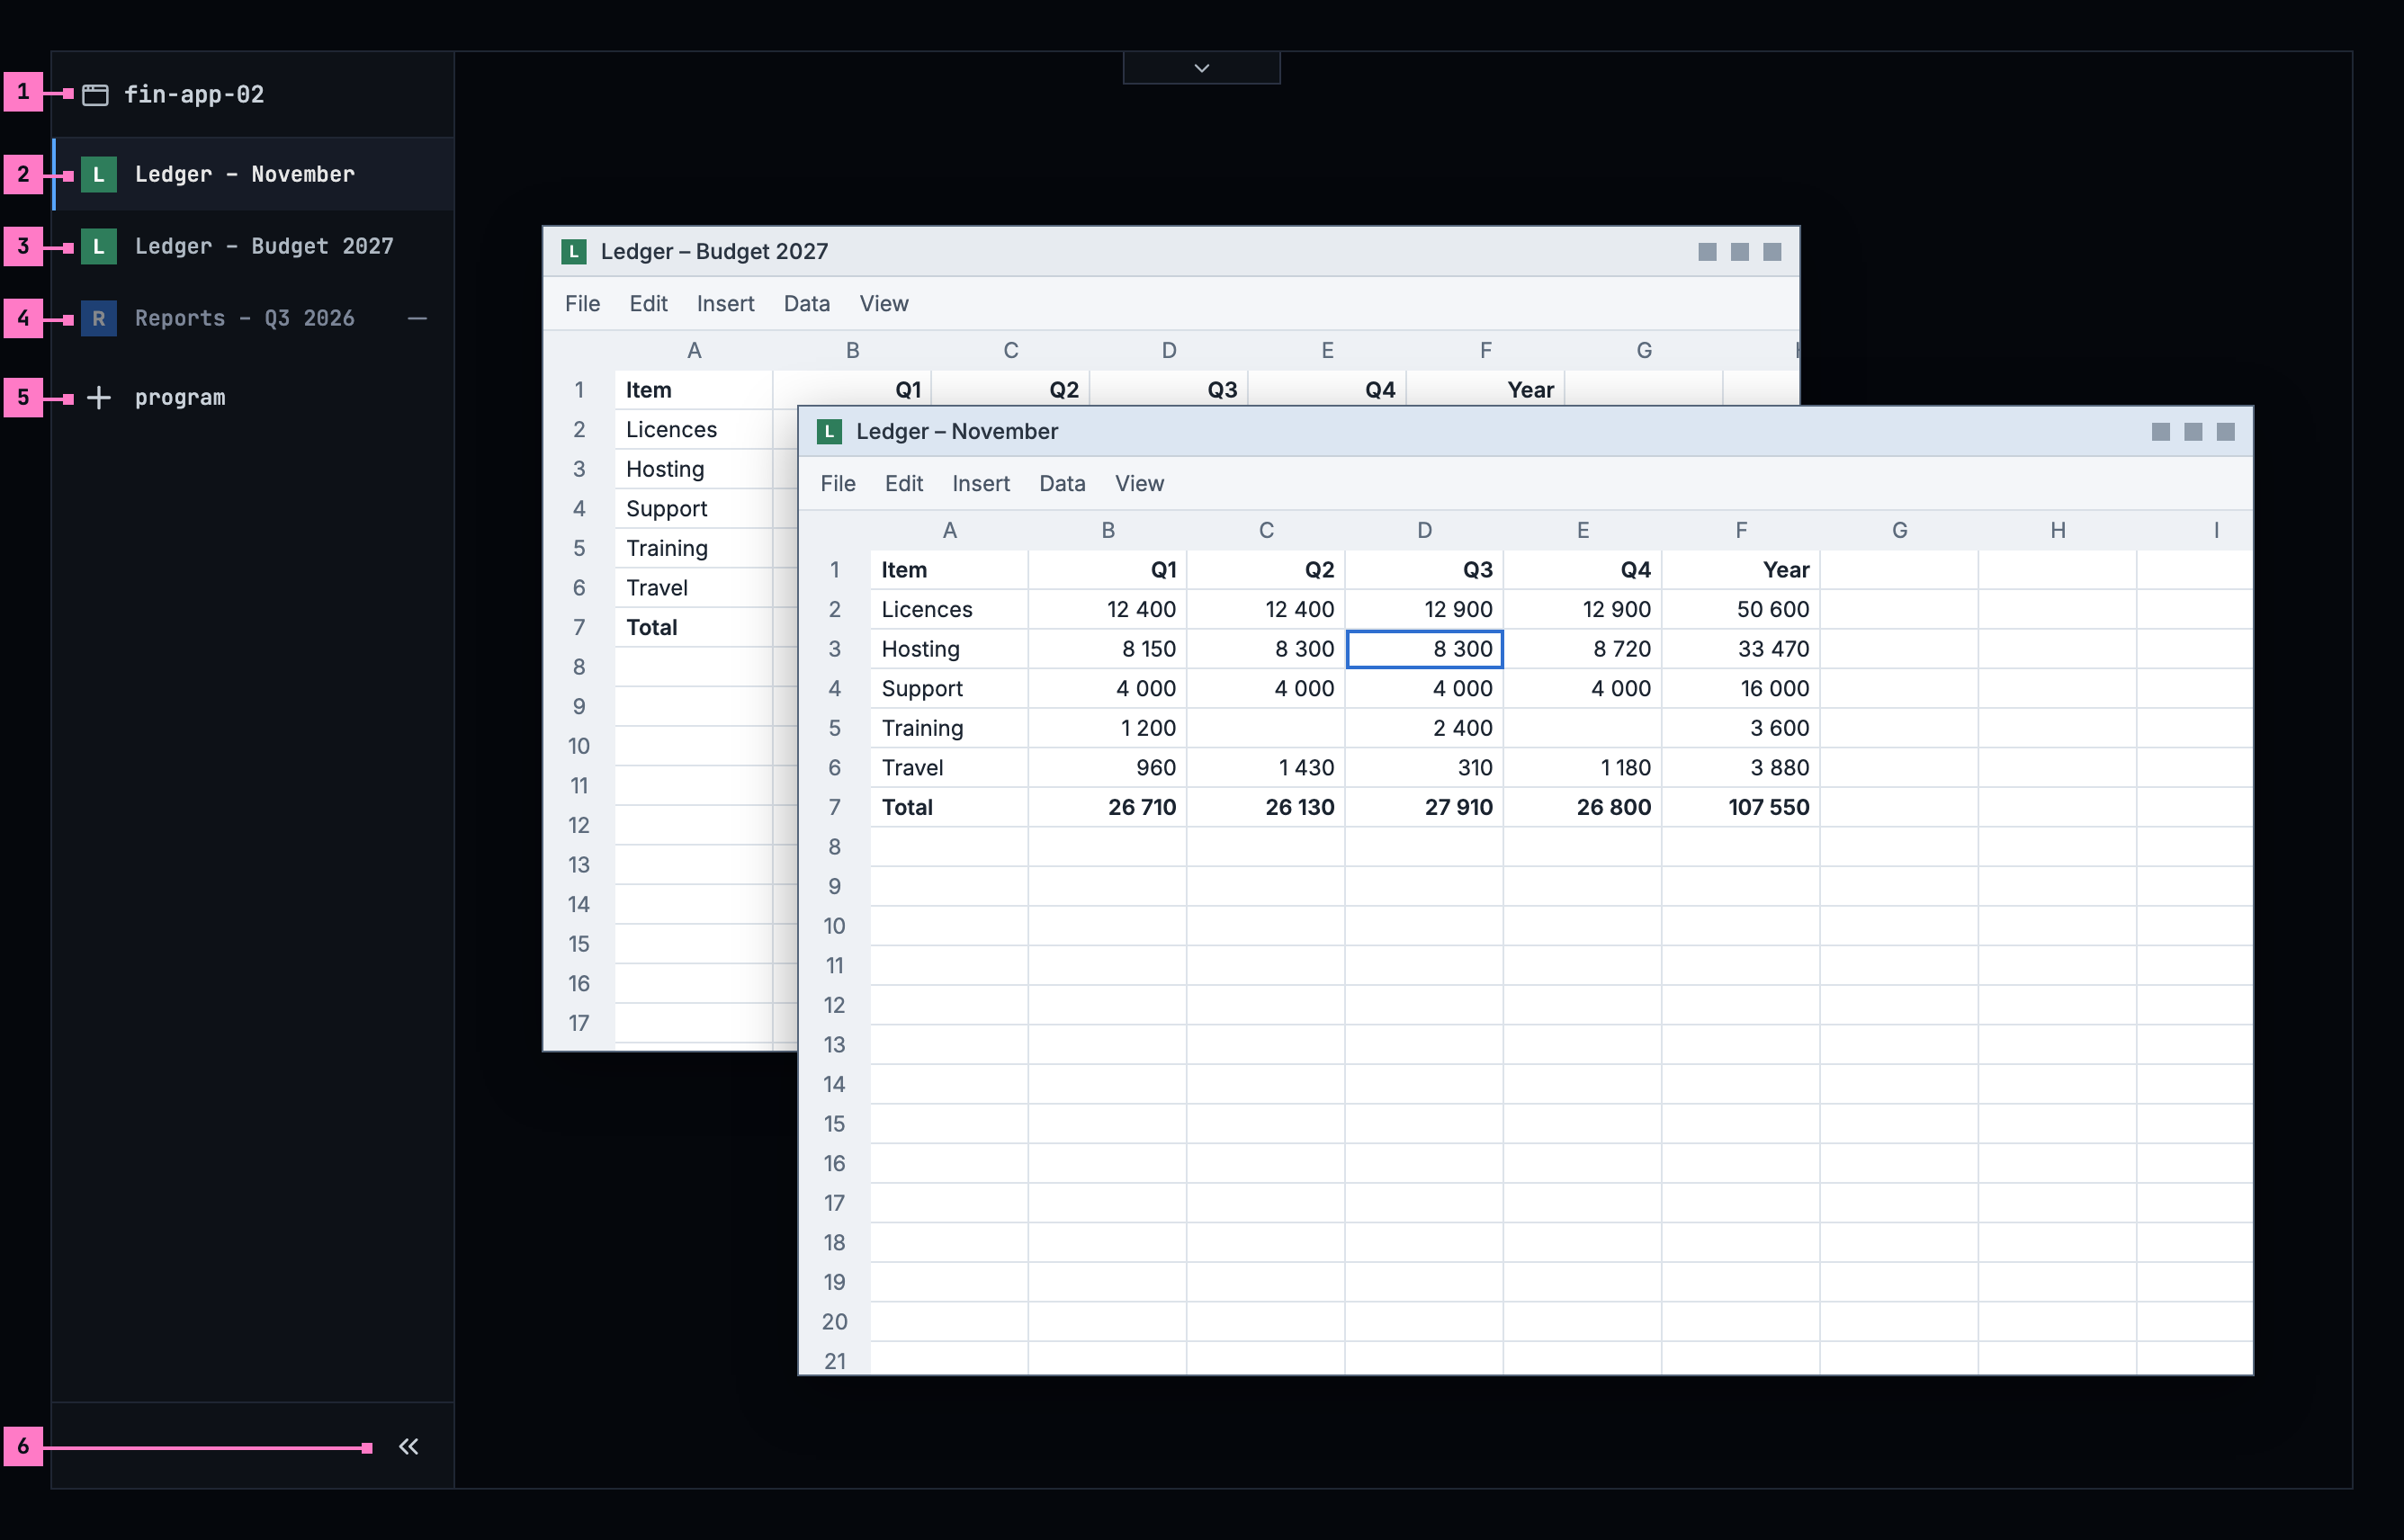 1 fin-app-02
2 L Ledger – November
3 L Ledger – Budget 2027
4 R Reports – Q3 2026
5 program
6
L Ledger – Budget 2027
File Edit Insert Data View
A B C D E F G
1 Item Q1 Q2 Q3 Q4 Year
2 Licences
3 Hosting
4 Support
5 Training
6 Travel
7 Total
8
9
10
11
12
13
14
15
16
17
L Ledger – November
File Edit Insert Data View
A B C D E F G H I
1 Item Q1 Q2 Q3 Q4 Year
2 Licences 12 400 12 400 12 900 12 900 50 600
3 Hosting 8 150 8 300 8 300 8 720 33 470
4 Support 4 000 4 000 4 000 4 000 16 000
5 Training 1 200 2 400 3 600
6 Travel 960 1 430 310 1 180 3 880
7 Total 26 710 26 130 27 910 26 800 107 550
8
9
10
11
12
13
14
15
16
17
18
19
20
21